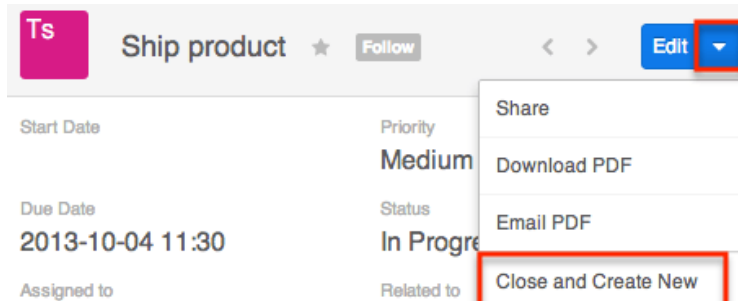 Ts
Ship product
Follow
Edit
Start Date
Priority
Medium
Due Date
2013-10-04 11:30
Status
In Progre
Assigned to
Related to
Share
Download PDF
Email PDF
Close and Create New